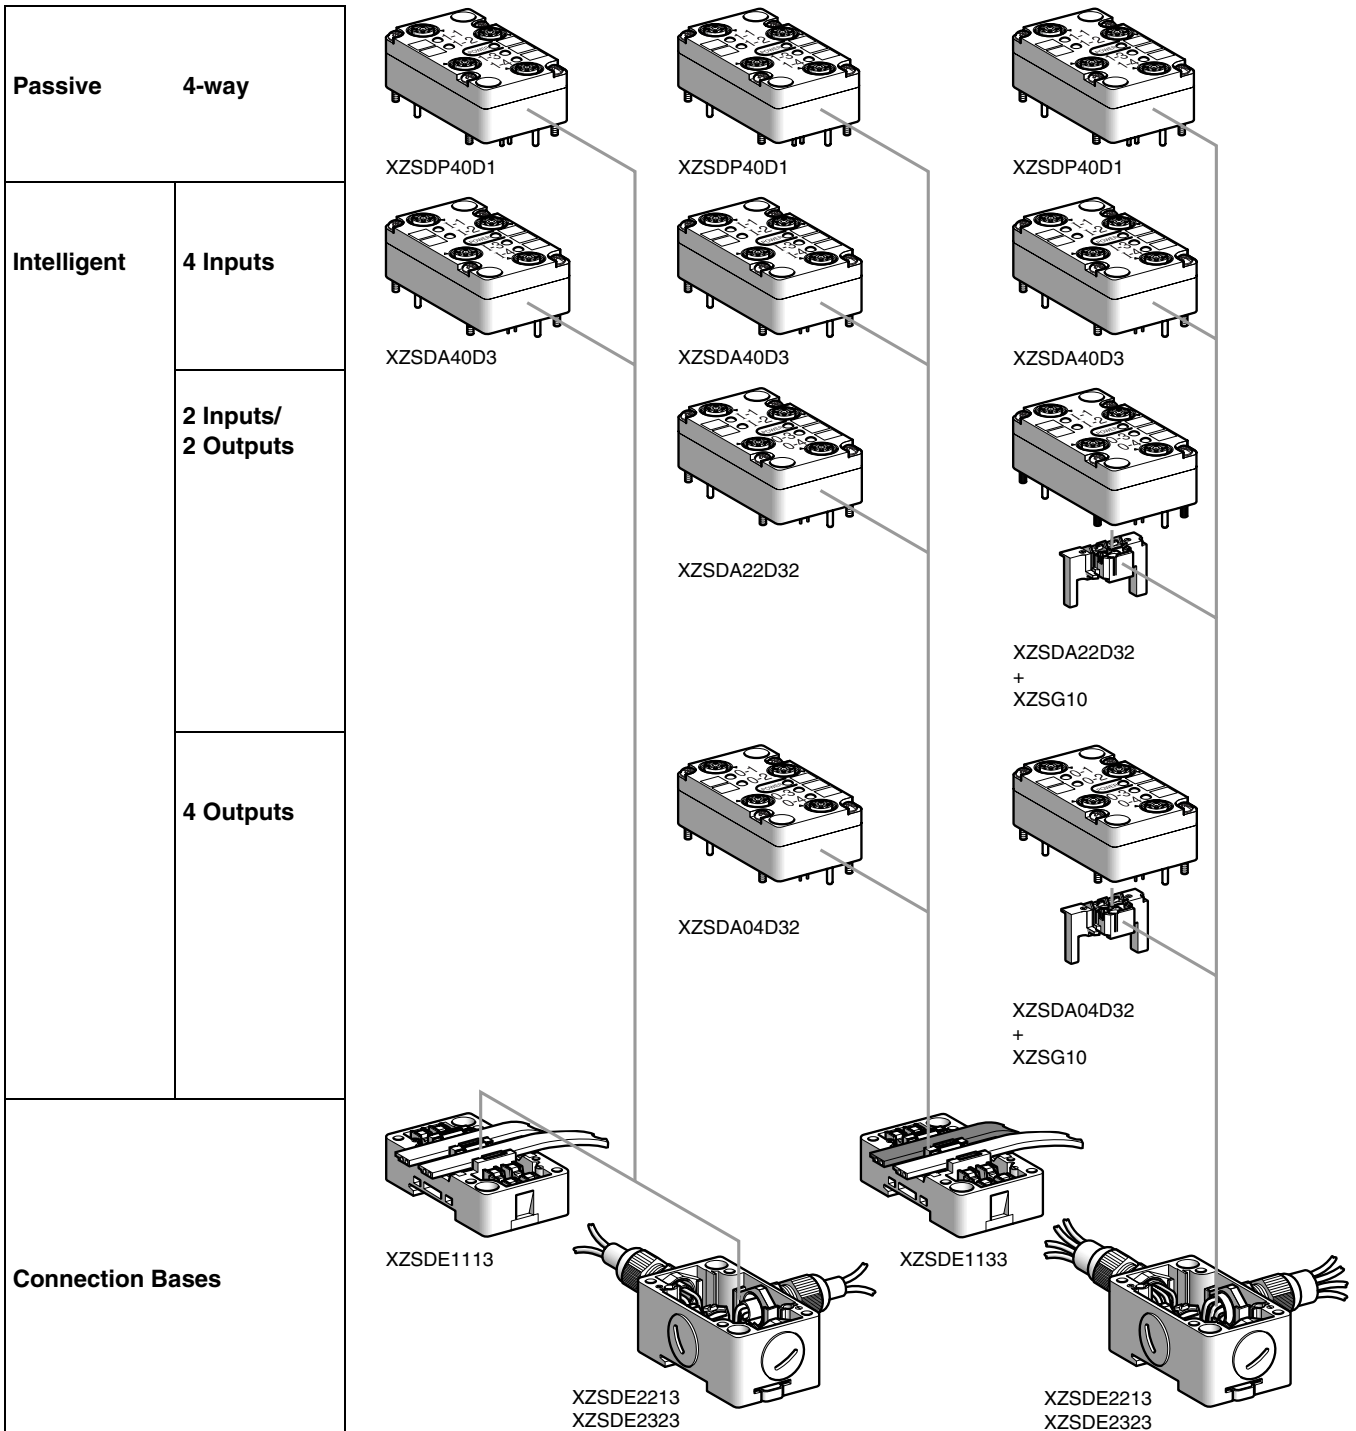 Passive 4-way
XZSDP40D1 XZSDP40D1 XZSDP40D1
Intelligent 4 Inputs
XZSDA40D3 XZSDA40D3 XZSDA40D3
2 Inputs/
2 Outputs
XZSDA22D32
XZSDA22D32
+
XZSG10
4 Outputs
XZSDA04D32
XZSDA04D32
+
XZSG10
Connection Bases
XZSDE1113 XZSDE1133
XZSDE2213 XZSDE2213
XZSDE2323 XZSDE2323